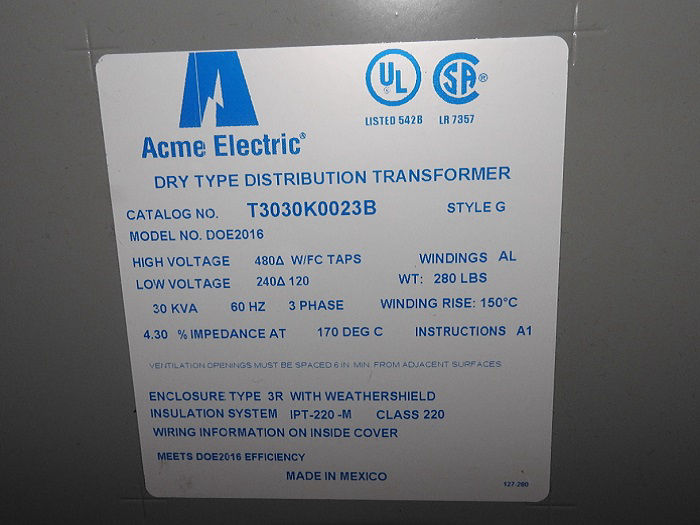 UL ®
SA ®
LISTED 542B LR 7357
Acme Electric®
DRY TYPE DISTRIBUTION TRANSFORMER
CATALOG NO. T3030K0023B STYLE G
MODEL NO. DOE2016
HIGH VOLTAGE 480Δ W/FC TAPS WINDINGS AL
LOW VOLTAGE 240Δ 120 WT: 280 LBS
30 KVA 60 HZ 3 PHASE WINDING RISE: 150°C
4.30 % IMPEDANCE AT 170 DEG C INSTRUCTIONS A1
VENTILATION OPENINGS MUST BE SPACED 6 IN. MIN. FROM ADJACENT SURFACES
ENCLOSURE TYPE 3R WITH WEATHERSHIELD
INSULATION SYSTEM IPT-220 -M CLASS 220
WIRING INFORMATION ON INSIDE COVER
MEETS DOE2016 EFFICIENCY
MADE IN MEXICO
127-280